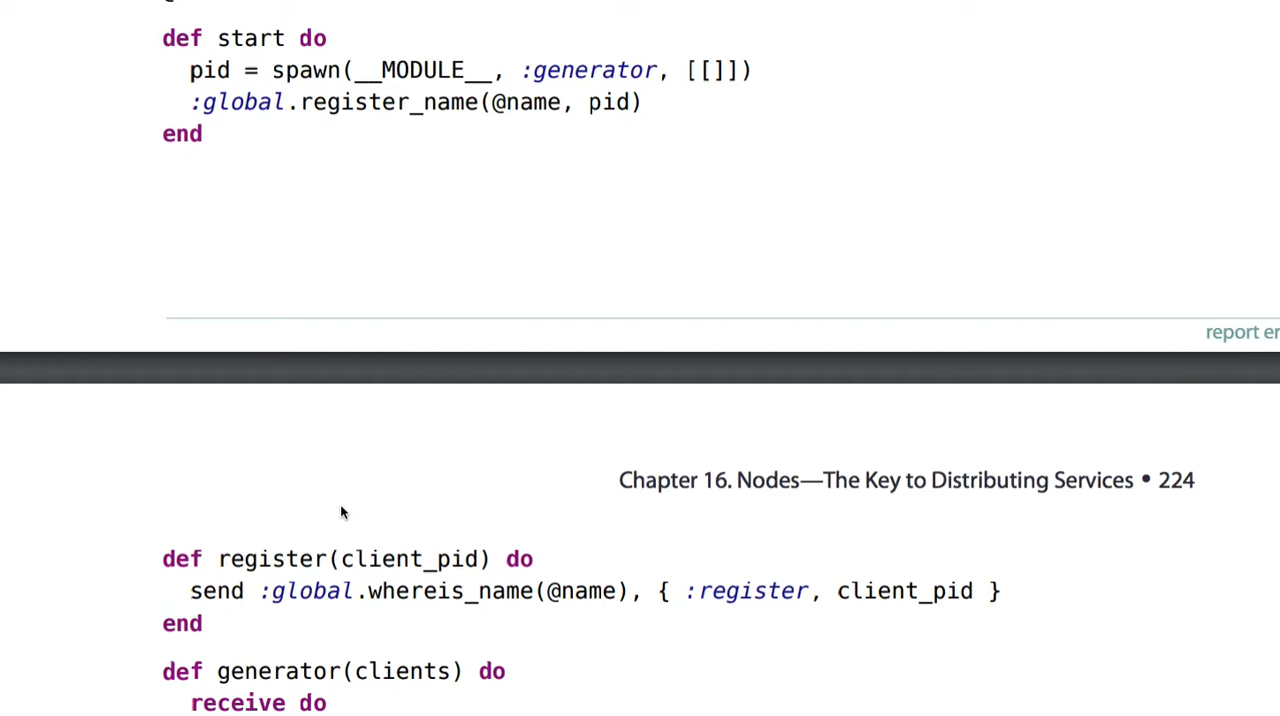 def start do
pid = spawn(__MODULE__, :generator, [[]])
:global.register_name(@name, pid)
end
report er
Chapter 16. Nodes—The Key to Distributing Services • 224
def register(client_pid) do
send :global.whereis_name(@name), { :register, client_pid }
end
def generator(clients) do
receive do